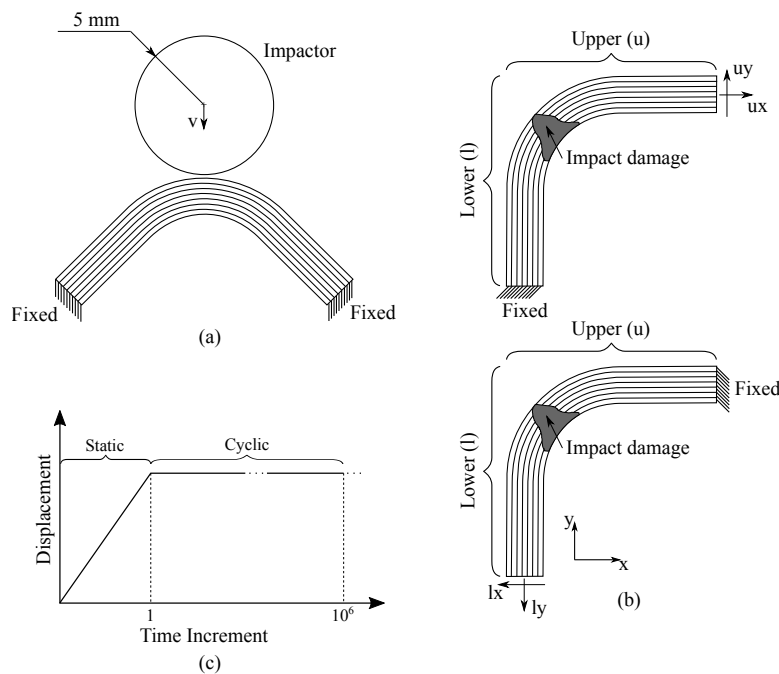 5 mm
Impactor
v
Fixed
Fixed
(a)
Upper (u)
uy
ux
Lower (l)
Impact damage
Fixed
Upper (u)
Fixed
Lower (l)
Impact damage
y
x
lx
ly
(b)
Displacement
Static
Cyclic
1
10⁶
Time Increment
(c)